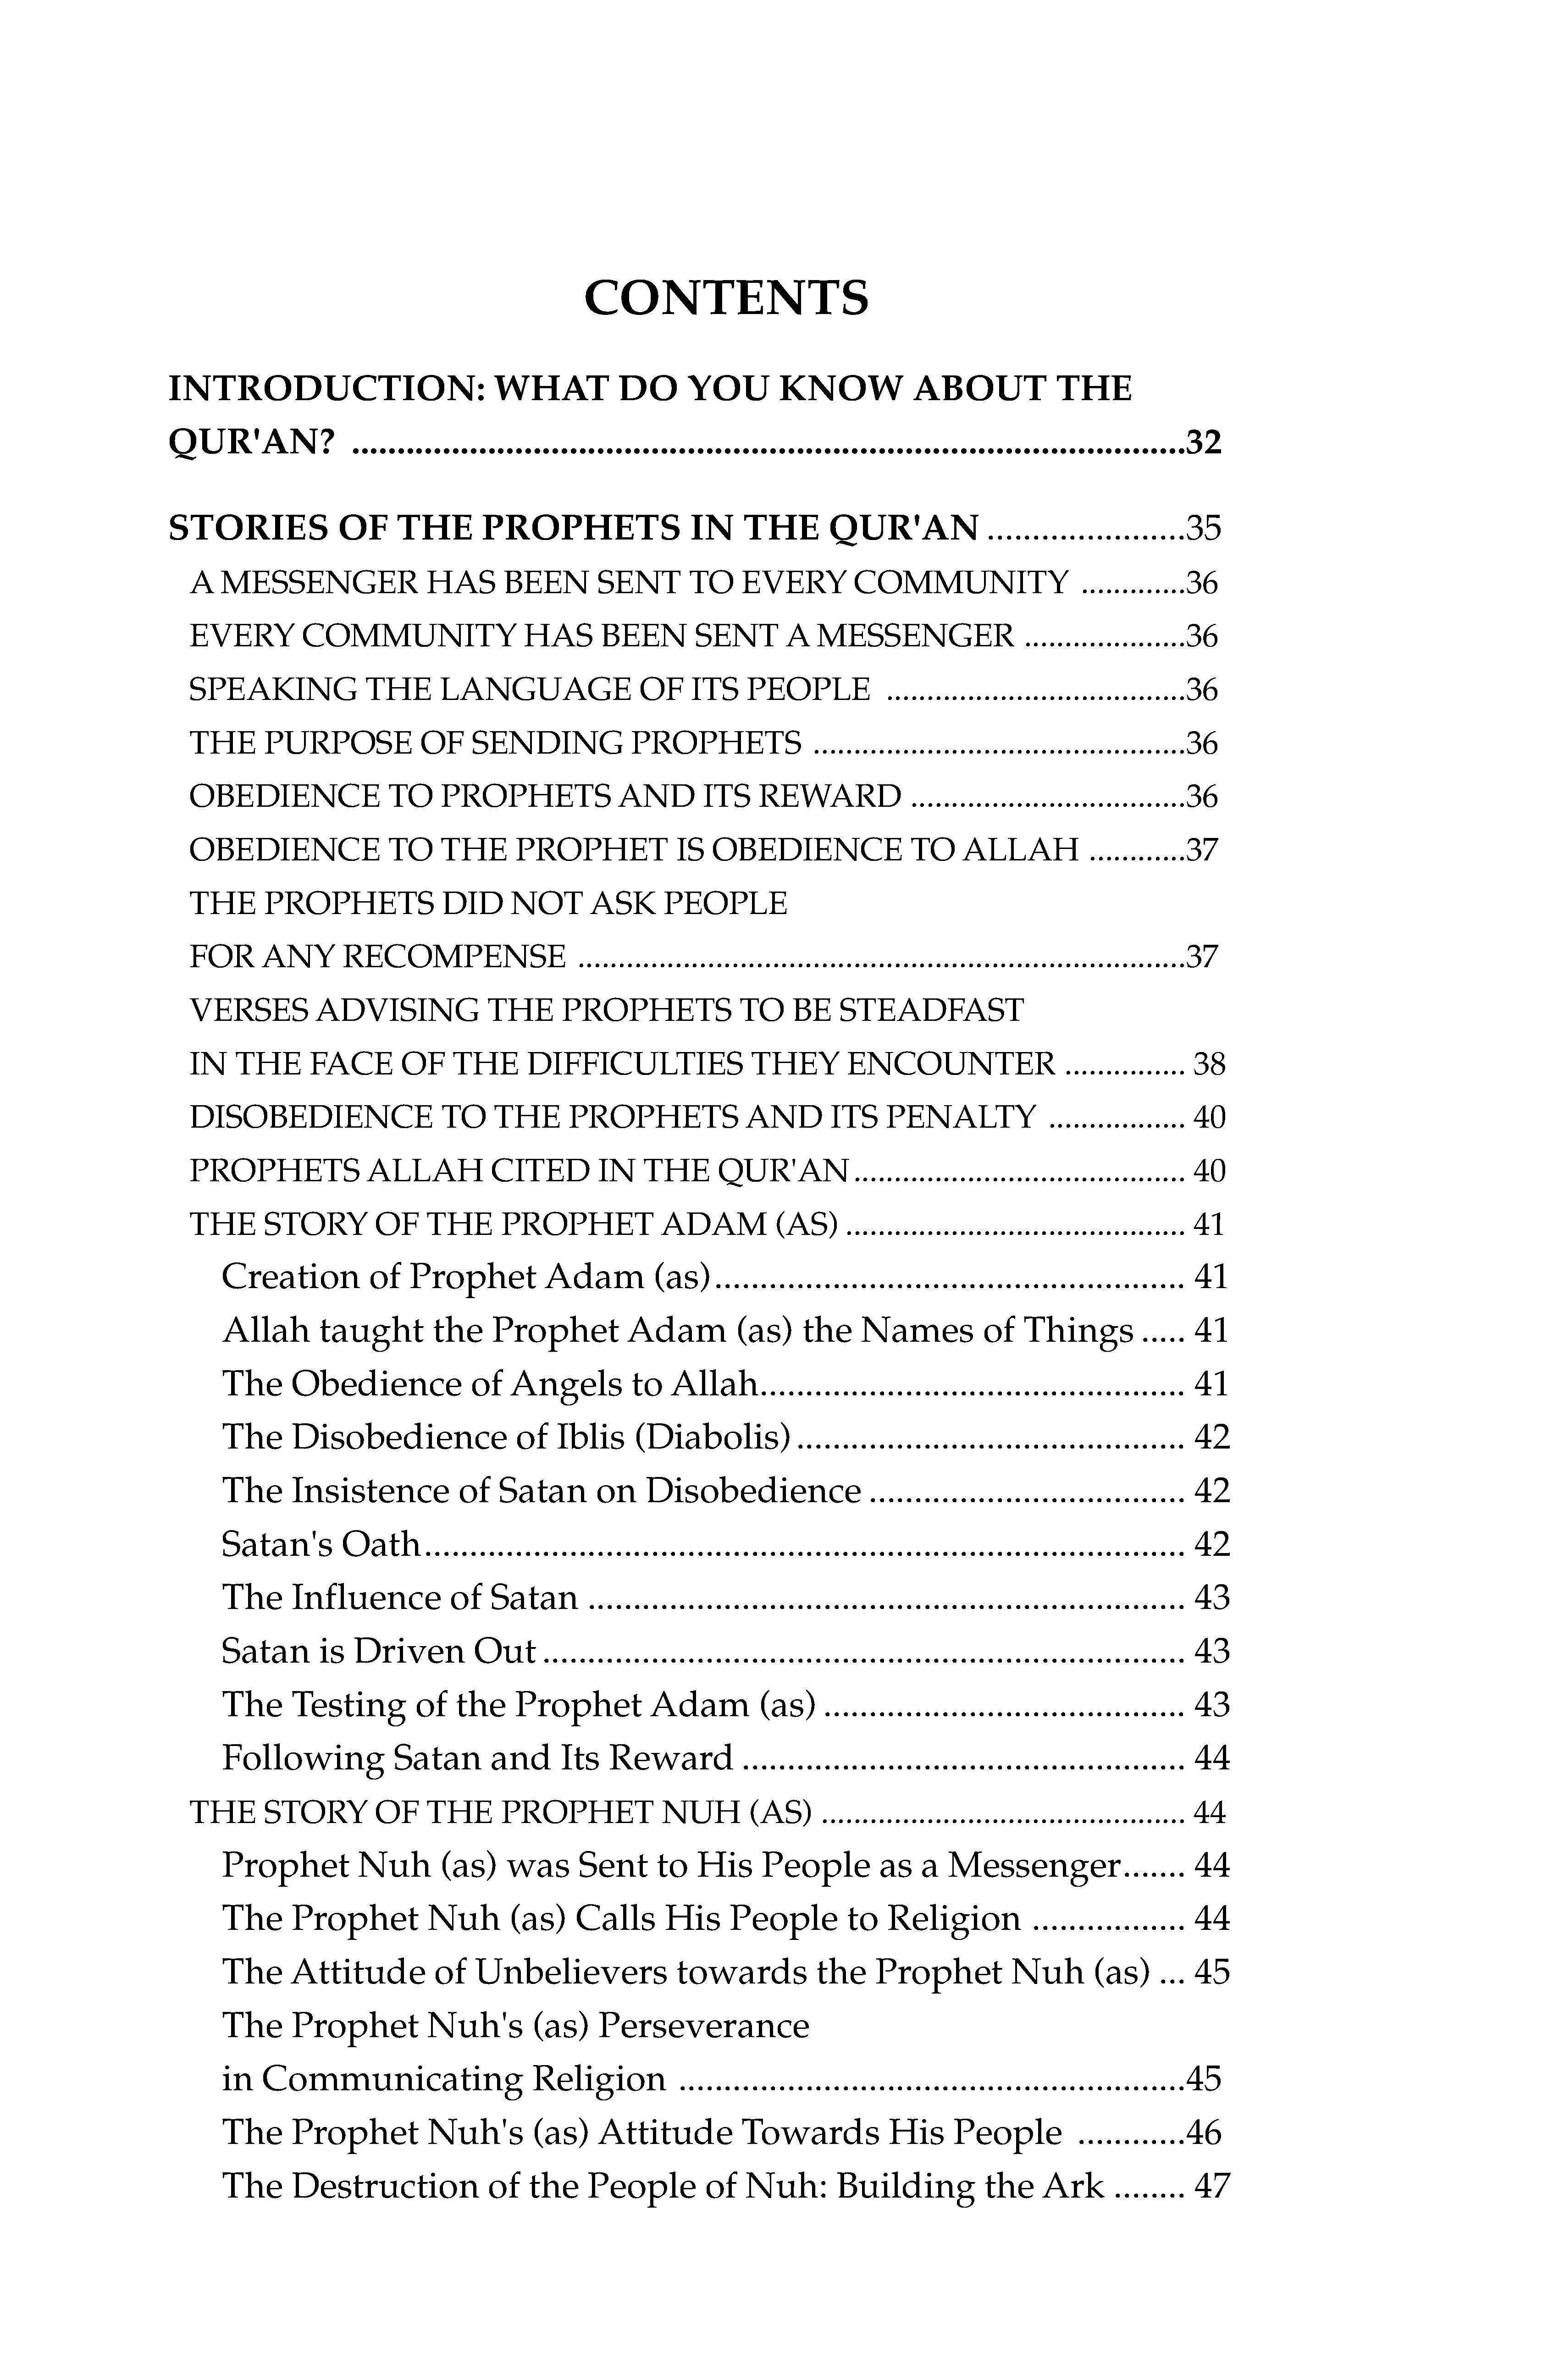 CONTENTS
INTRODUCTION: WHAT DO YOU KNOW ABOUT THE
QUR'AN? ............................................................................................32
STORIES OF THE PROPHETS IN THE QUR'AN ......................35
A MESSENGER HAS BEEN SENT TO EVERY COMMUNITY .............36
EVERY COMMUNITY HAS BEEN SENT A MESSENGER ....................36
SPEAKING THE LANGUAGE OF ITS PEOPLE .....................................36
THE PURPOSE OF SENDING PROPHETS ..............................................36
OBEDIENCE TO PROPHETS AND ITS REWARD ..................................36
OBEDIENCE TO THE PROPHET IS OBEDIENCE TO ALLAH ............37
THE PROPHETS DID NOT ASK PEOPLE
FOR ANY RECOMPENSE ...........................................................................37
VERSES ADVISING THE PROPHETS TO BE STEADFAST
IN THE FACE OF THE DIFFICULTIES THEY ENCOUNTER ............... 38
DISOBEDIENCE TO THE PROPHETS AND ITS PENALTY ................. 40
PROPHETS ALLAH CITED IN THE QUR'AN......................................... 40
THE STORY OF THE PROPHET ADAM (AS) .......................................... 41
Creation of Prophet Adam (as).................................................... 41
Allah taught the Prophet Adam (as) the Names of Things ..... 41
The Obedience of Angels to Allah............................................... 41
The Disobedience of Iblis (Diabolis)........................................... 42
The Insistence of Satan on Disobedience ................................... 42
Satan's Oath.................................................................................... 42
The Influence of Satan .................................................................. 43
Satan is Driven Out ....................................................................... 43
The Testing of the Prophet Adam (as) ........................................ 43
Following Satan and Its Reward ................................................. 44
THE STORY OF THE PROPHET NUH (AS) ............................................. 44
Prophet Nuh (as) was Sent to His People as a Messenger....... 44
The Prophet Nuh (as) Calls His People to Religion ................. 44
The Attitude of Unbelievers towards the Prophet Nuh (as) ... 45
The Prophet Nuh's (as) Perseverance
in Communicating Religion ........................................................45
The Prophet Nuh's (as) Attitude Towards His People ............46
The Destruction of the People of Nuh: Building the Ark ........ 47